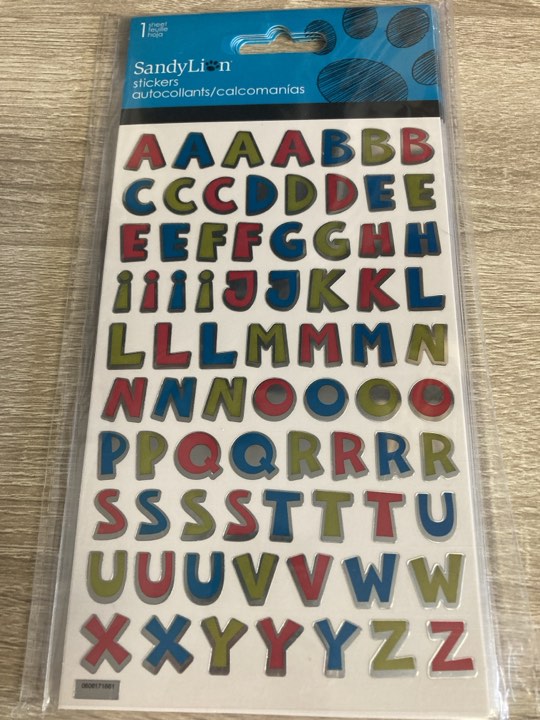 1 sheet
feuille
hoja
SandyLion
stickers
autocollants/calcomanías
AAAABBB
CCCDDDEE
EEFFGGHH
iiiiJJKKL
LLLMMMN
NNNOOOO
PPQQRRRR
SSSSTTTU
UUUVVWW
XXYYYZZ